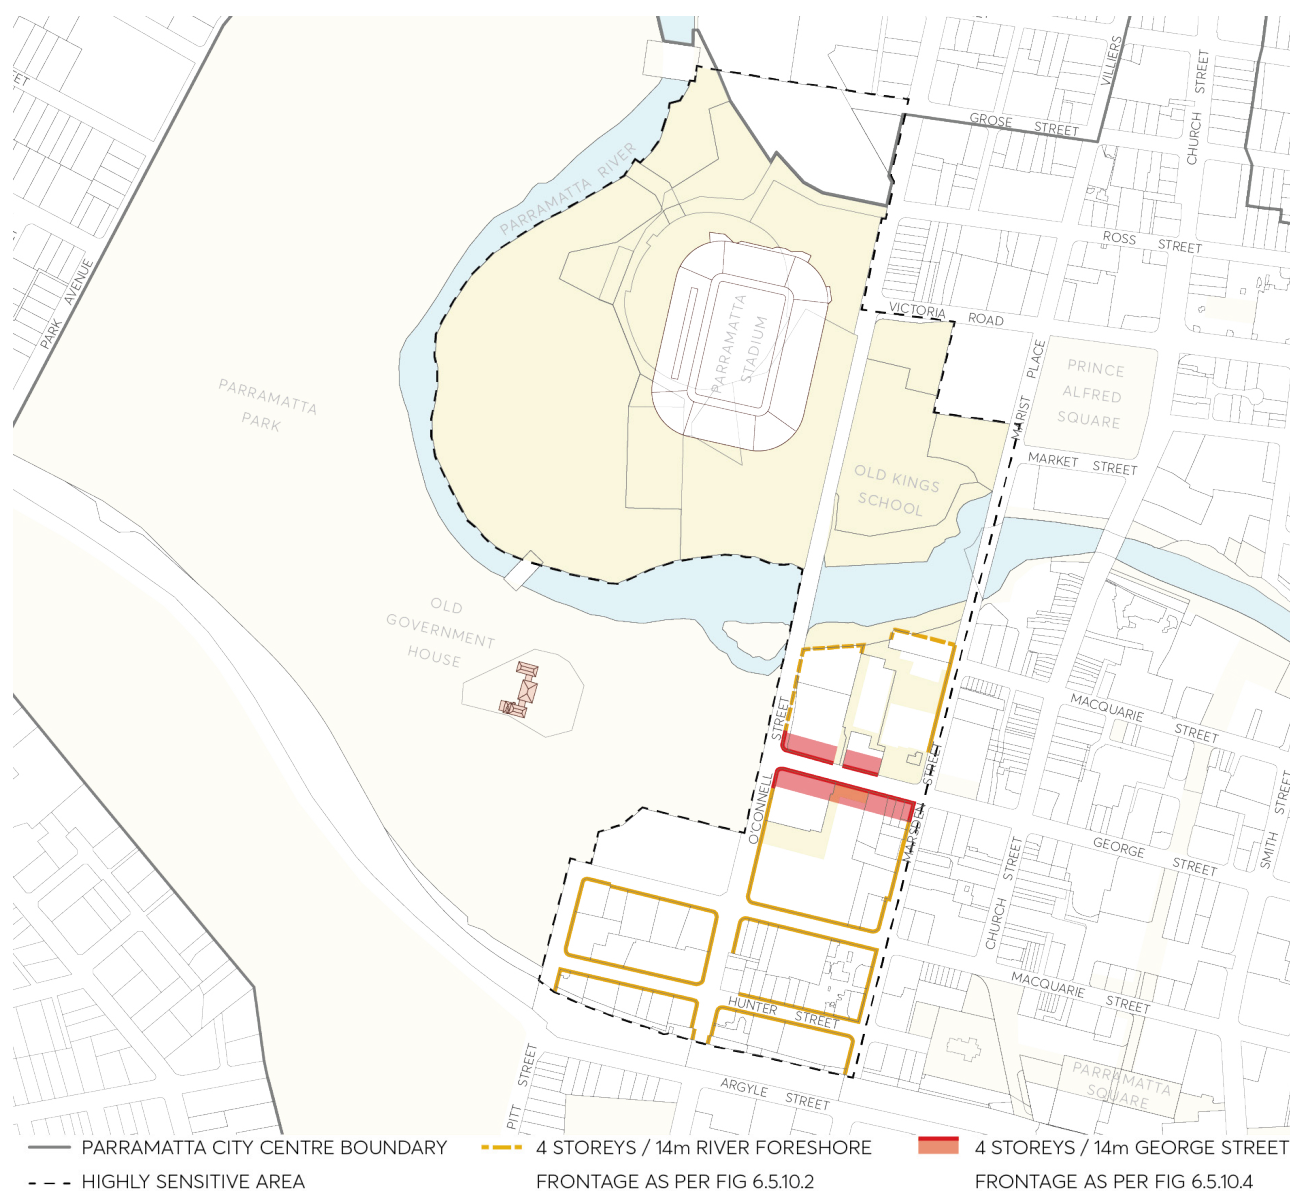 VILLIERS
CHURCH STREET
GROSE STREET
PARRAMATTA RIVER
ROSS STREET
PARK AVENUE
VICTORIA ROAD
PARRAMATTA
STADIUM
MARIST PLACE
PRINCE
ALFRED
SQUARE
PARRAMATTA
PARK
MARKET STREET
OLD KINGS
SCHOOL
OLD
GOVERNMENT
HOUSE
MACQUARIE STREET
O'CONNELL STREET
MARSDEN STREET
SMITH STREET
GEORGE STREET
CHURCH STREET
MACQUARIE STREET
HUNTER STREET
PITT STREET
ARGYLE STREET
PARRAMATTA
SQUARE
PARRAMATTA CITY CENTRE BOUNDARY
HIGHLY SENSITIVE AREA
4 STOREYS / 14m RIVER FORESHORE
FRONTAGE AS PER FIG 6.5.10.2
4 STOREYS / 14m GEORGE STREET
FRONTAGE AS PER FIG 6.5.10.4